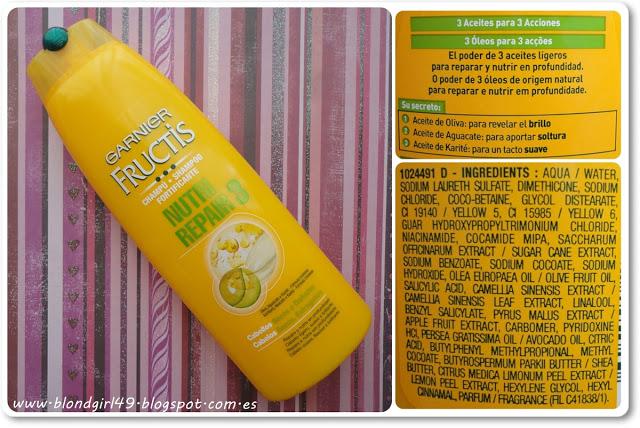 GARNIER
FRUCTIS
CHAMPÚ • SHAMPOO
FORTIFICANTE
NUTRI
REPAIR 3
3 Aceites para 3 Acciones
3 Óleos para 3 acções
El poder de 3 aceites ligeros
para reparar y nutrir en profundidad.
O poder de 3 óleos de origem natural
para reparar e nutrir em profundidade.
Su secreto:
1 Aceite de Oliva: para revelar el brillo
2 Aceite de Aguacate: para aportar soltura
3 Aceite de Karité: para un tacto suave
1024491 D - INGREDIENTS : AQUA / WATER,
SODIUM LAURETH SULFATE, DIMETHICONE, SODIUM
CHLORIDE, COCO-BETAINE, GLYCOL DISTEARATE,
CI 19140 / YELLOW 5, CI 15985 / YELLOW 6,
GUAR HYDROXYPROPYLTRIMONIUM CHLORIDE,
NIACINAMIDE, COCAMIDE MIPA, SACCHARUM
OFFICINARUM EXTRACT / SUGAR CANE EXTRACT,
SODIUM BENZOATE, SODIUM COCOATE, SODIUM
HYDROXIDE, OLEA EUROPAEA OIL / OLIVE FRUIT OIL,
SALICYLIC ACID, CAMELLIA SINENSIS EXTRACT /
CAMELLIA SINENSIS LEAF EXTRACT, LINALOOL,
BENZYL SALICYLATE, PYRUS MALUS EXTRACT /
APPLE FRUIT EXTRACT, CARBOMER, PYRIDOXINE
HCI, PERSEA GRATISSIMA OIL / AVOCADO OIL, CITRIC
ACID, BUTYLPHENYL METHYLPROPIONAL, METHYL
COCOATE, BUTYROSPERMUM PARKII BUTTER / SHEA
BUTTER, CITRUS MEDICA LIMONUM PEEL EXTRACT /
LEMON PEEL EXTRACT, HEXYLENE GLYCOL, HEXYL
CINNAMAL, PARFUM / FRAGRANCE (FIL C41838/1).
www.blondgirl49.blogspot.com.es